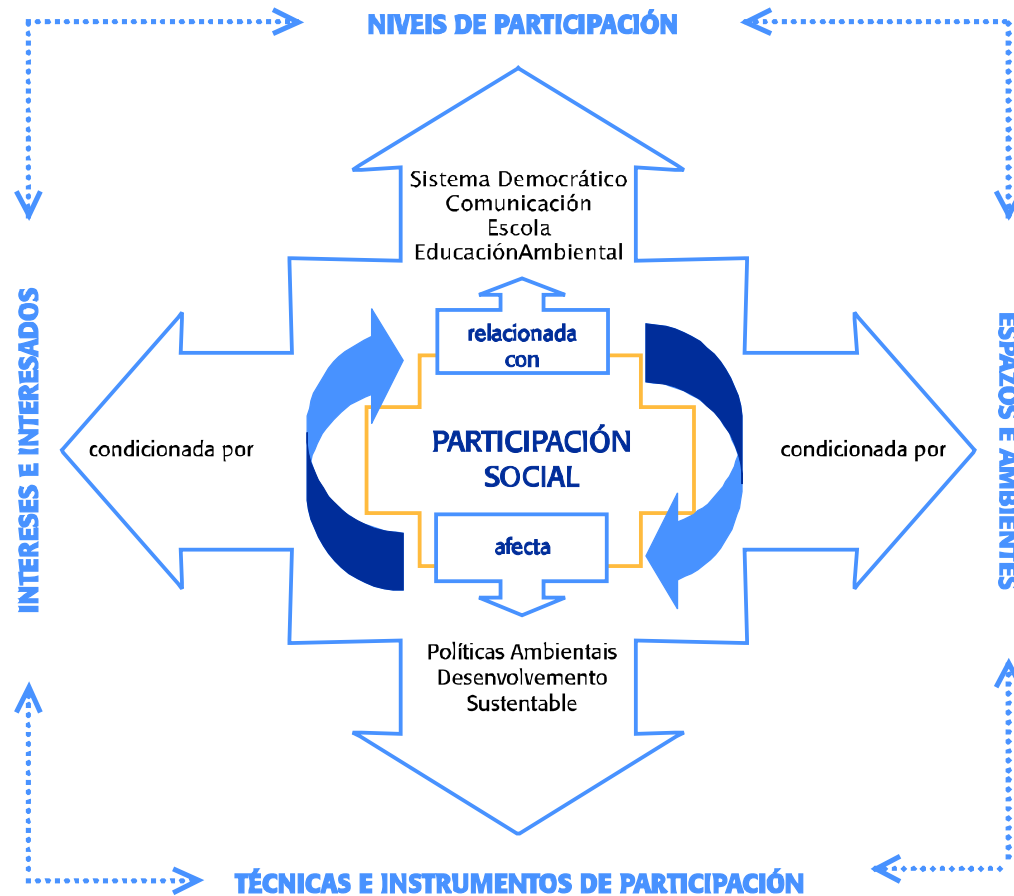 NIVEIS DE PARTICIPACIÓN
Sistema Democrático
Comunicación
Escola
EducaciónAmbiental
relacionada
con
INTERESES E INTERESADOS
ESPAZOS E AMBIENTES
condicionada por
PARTICIPACIÓN
SOCIAL
condicionada por
afecta
Políticas Ambientais
Desenvolvemento
Sustentable
TÉCNICAS E INSTRUMENTOS DE PARTICIPACIÓN